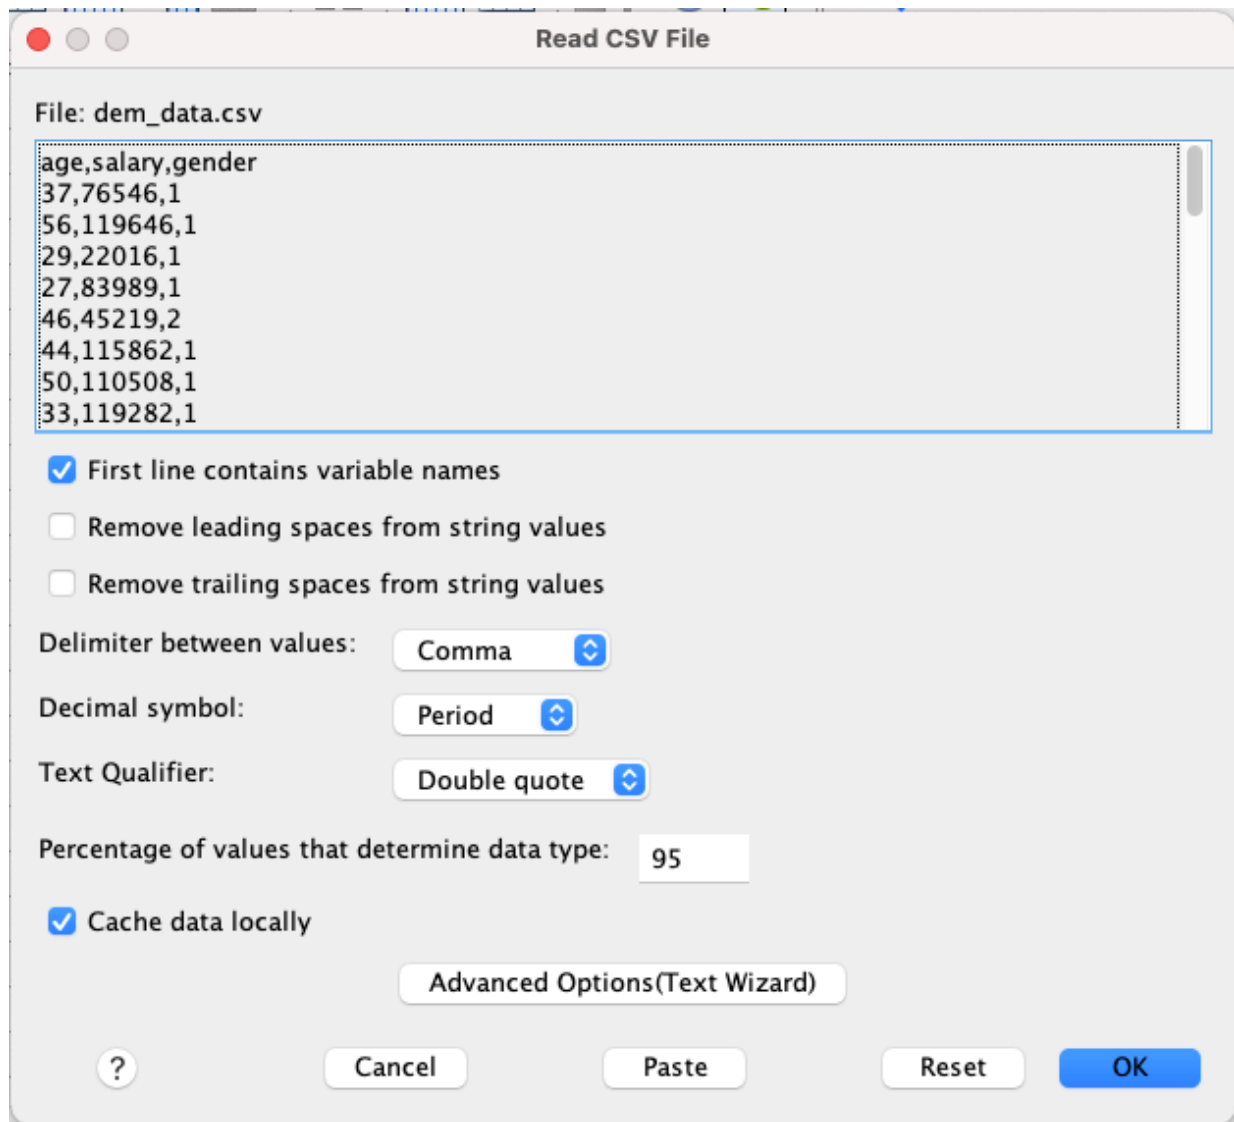 Read CSV File
File: dem_data.csv
age,salary,gender
37,76546,1
56,119646,1
29,22016,1
27,83989,1
46,45219,2
44,115862,1
50,110508,1
33,119282,1
First line contains variable names
Remove leading spaces from string values
Remove trailing spaces from string values
Delimiter between values: Comma
Decimal symbol: Period
Text Qualifier: Double quote
Percentage of values that determine data type: 95
Cache data locally
Advanced Options(Text Wizard)
? Cancel Paste Reset OK